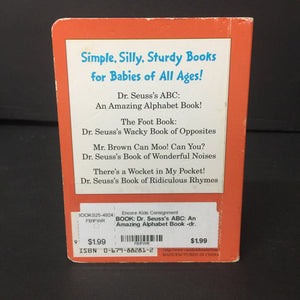 Simple, Silly, Sturdy Books
for Babies of All Ages!
Dr. Seuss's ABC:
An Amazing Alphabet Book!
The Foot Book:
Dr. Seuss's Wacky Book of Opposites
Mr. Brown Can Moo! Can You?
Dr. Seuss's Book of Wonderful Noises
There's a Wocket in My Pocket!
Dr. Seuss's Book of Ridiculous Rhymes
Encore Kids Consignment
BOOK: Dr. Seuss's ABC: An
Amazing Alphabet Book -dr.
$1.99
$1.99
ISBN 0-679-88281-2
MANUFACTURED IN CHINA